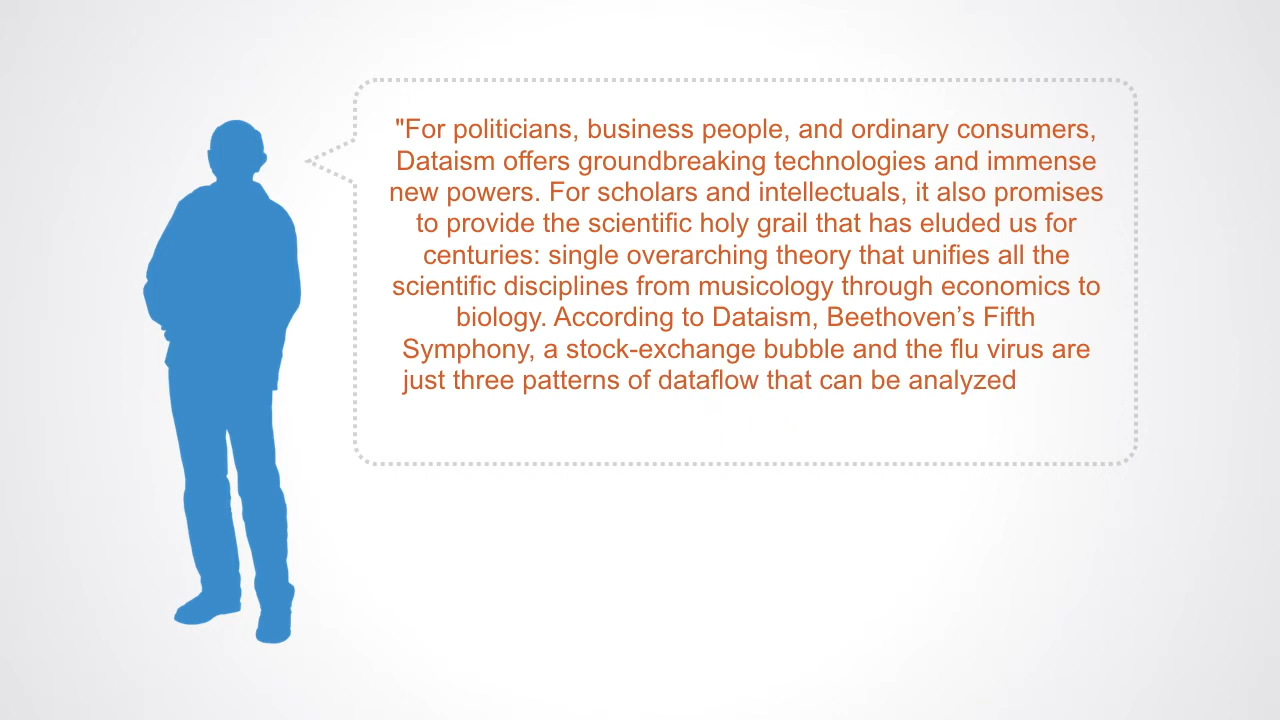 "For politicians, business people, and ordinary consumers,
Dataism offers groundbreaking technologies and immense
new powers. For scholars and intellectuals, it also promises
to provide the scientific holy grail that has eluded us for
centuries: single overarching theory that unifies all the
scientific disciplines from musicology through economics to
biology. According to Dataism, Beethoven’s Fifth
Symphony, a stock-exchange bubble and the flu virus are
just three patterns of dataflow that can be analyzed